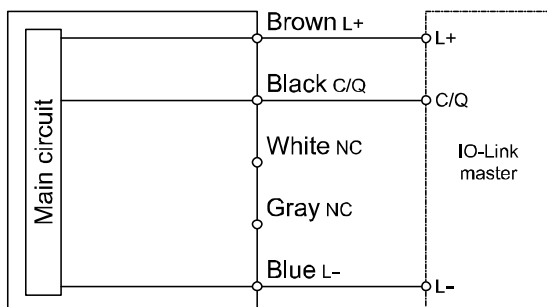 Main circuit
Brown L+
L+
Black C/Q
C/Q
White NC
IO-Link
master
Gray NC
Blue L−
L−